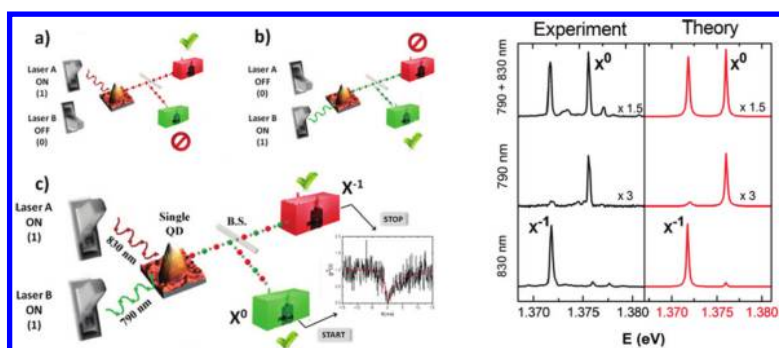 a)
Laser A
ON
(1)
Laser B
OFF
(0)
b)
Laser A
OFF
(0)
Laser B
ON
(1)
c)
Laser A
ON
(1)
830 nm
Single
QD
B.S.
X-1
STOP
Laser B
ON
(1)
790 nm
X0
START
Experiment
Theory
790 + 830 nm
X0
x 1.5
X0
x 1.5
790 nm
x 3
x 3
830 nm
X-1
X-1
1.370
1.375
1.380
1.370
1.375
1.380
E (eV)